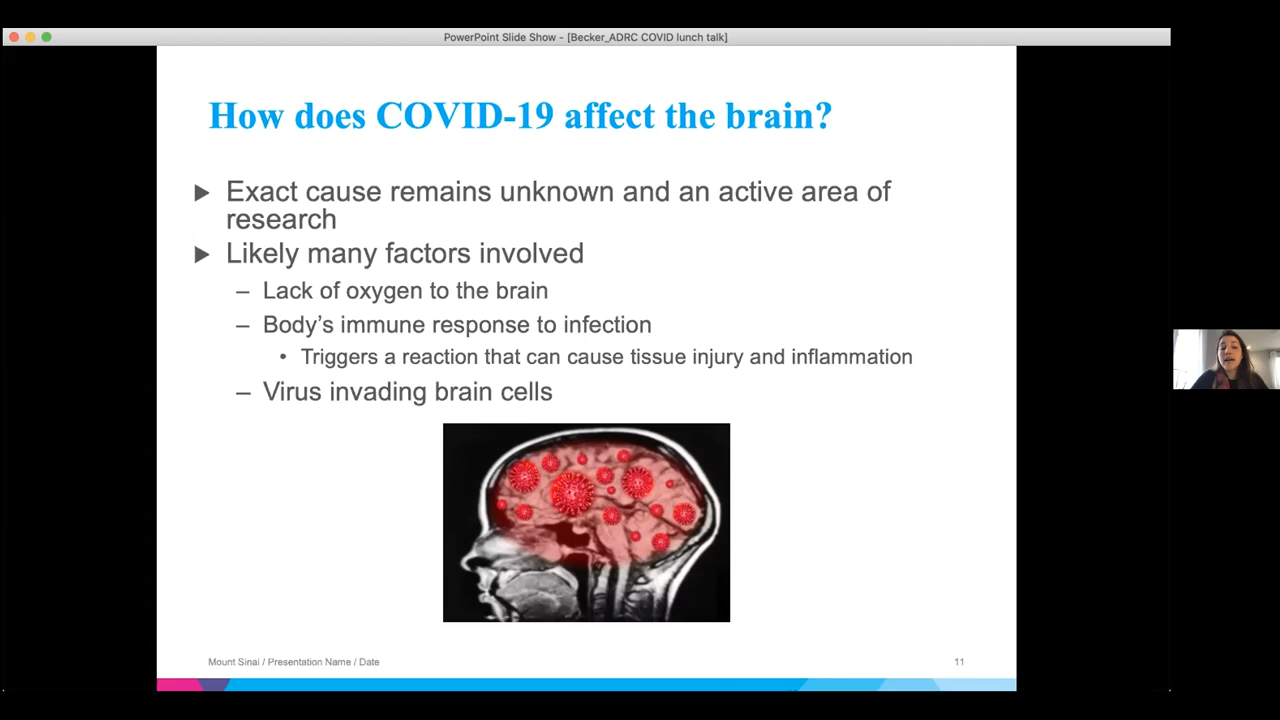 PowerPoint Slide Show - [Becker_ADRC COVID lunch talk]
How does COVID-19 affect the brain?
Exact cause remains unknown and an active area of
research
Likely many factors involved
– Lack of oxygen to the brain
– Body’s immune response to infection
• Triggers a reaction that can cause tissue injury and inflammation
– Virus invading brain cells
Mount Sinai / Presentation Name / Date
11